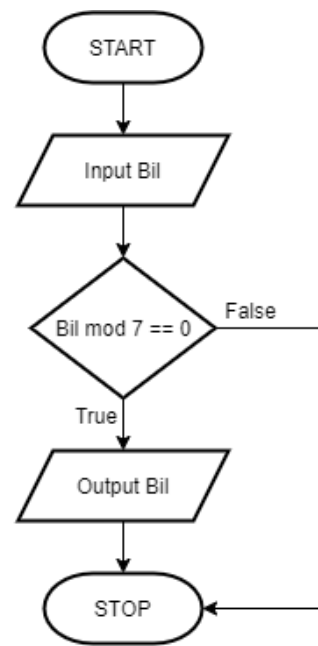 START
Input Bil
Bil mod 7 == 0
False
True
Output Bil
STOP